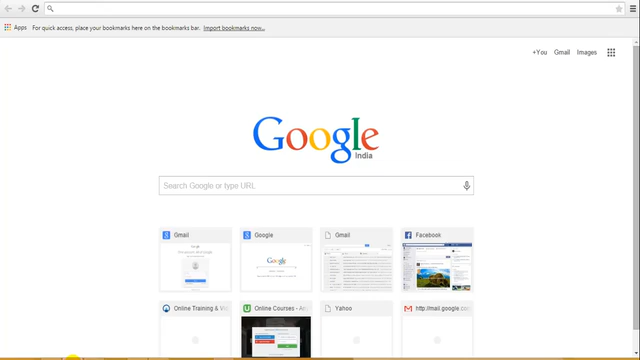 Apps For quick access, place your bookmarks here on the bookmarks bar. Import bookmarks now...
+You Gmail Images
Google
India
Search Google or type URL
Gmail Google Gmail Facebook
Online Training & Vi Online Courses - An Yahoo http://mail.google.co